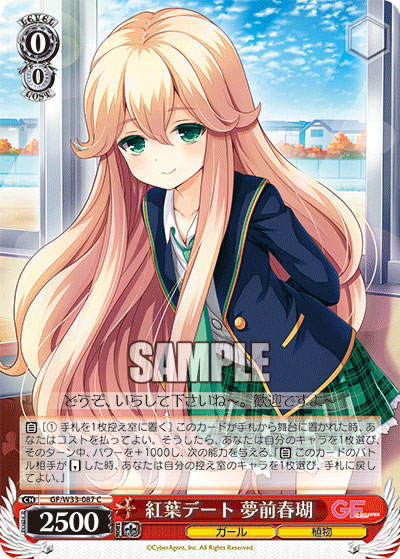 LEVEL
0
0
COST
SAMPLE
どうぞ、いらして下さいね～。歓迎ですよ～
自【① 手札を1枚控え室に置く】 このカードが手札から舞台に置かれた時、あ
なたはコストを払ってよい。そうしたら、あなたは自分のキャラを1枚選び、
そのターン中、パワーを＋1000し、次の能力を与える。『自 このカードのバ
トル相手が した時、あなたは自分の控え室のキャラを1枚選び、手札に戻
してよい。』
CH GF/W33-087 C
2500
紅葉デート 夢前春瑚
GF
ガール
植物
©CyberAgent, Inc. All Rights Reserved.